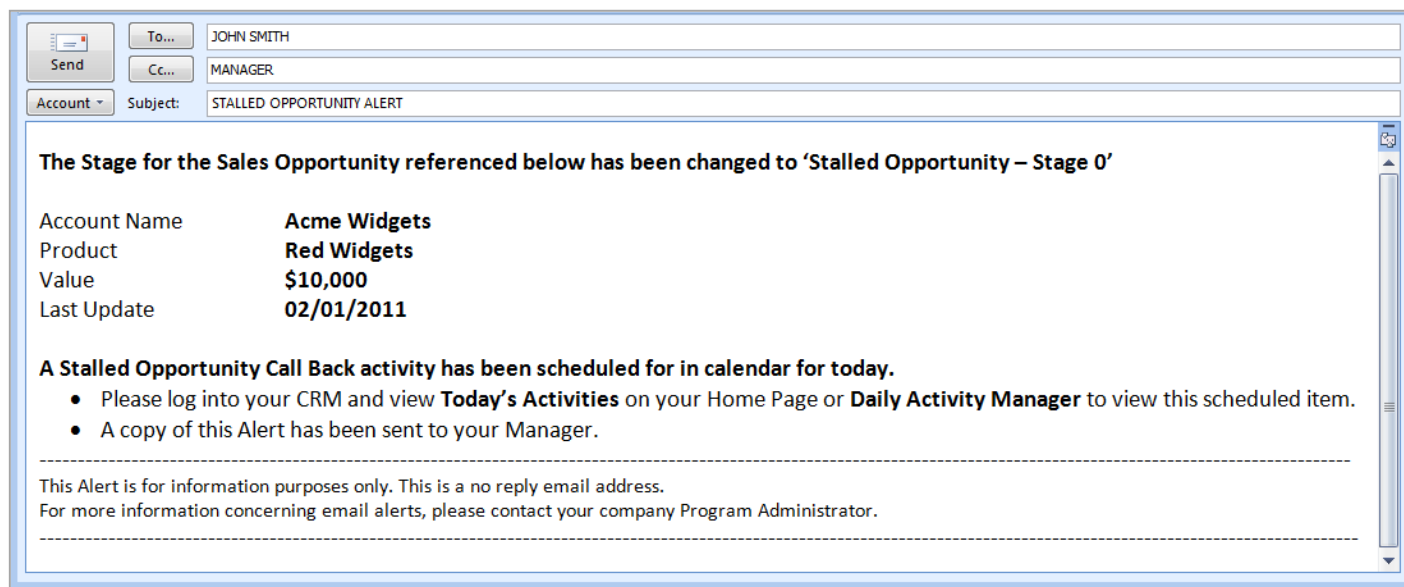 To... JOHN SMITH
Send
Cc... MANAGER
Account Subject: STALLED OPPORTUNITY ALERT
The Stage for the Sales Opportunity referenced below has been changed to ‘Stalled Opportunity – Stage 0’
Account Name Acme Widgets
Product Red Widgets
Value $10,000
Last Update 02/01/2011
A Stalled Opportunity Call Back activity has been scheduled for in calendar for today.
• Please log into your CRM and view Today’s Activities on your Home Page or Daily Activity Manager to view this scheduled item.
• A copy of this Alert has been sent to your Manager.
This Alert is for information purposes only. This is a no reply email address.
For more information concerning email alerts, please contact your company Program Administrator.